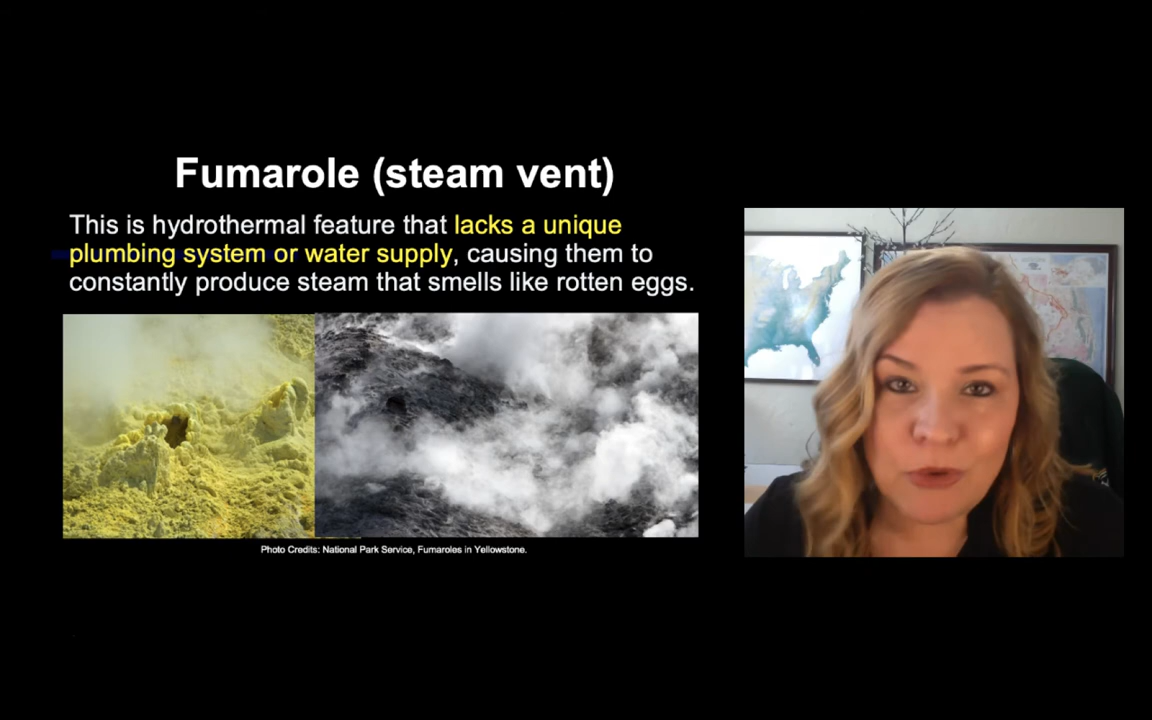 Fumarole (steam vent)
This is hydrothermal feature that lacks a unique
plumbing system or water supply, causing them to
constantly produce steam that smells like rotten eggs.
Photo Credits: National Park Service, Fumaroles in Yellowstone.